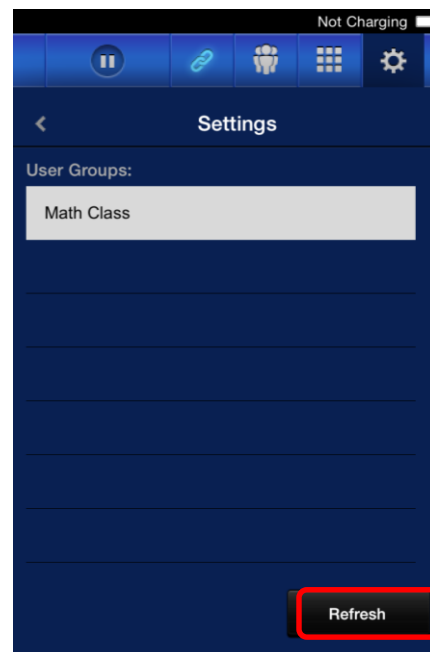 Not Charging
Settings
User Groups:
Math Class
Refresh